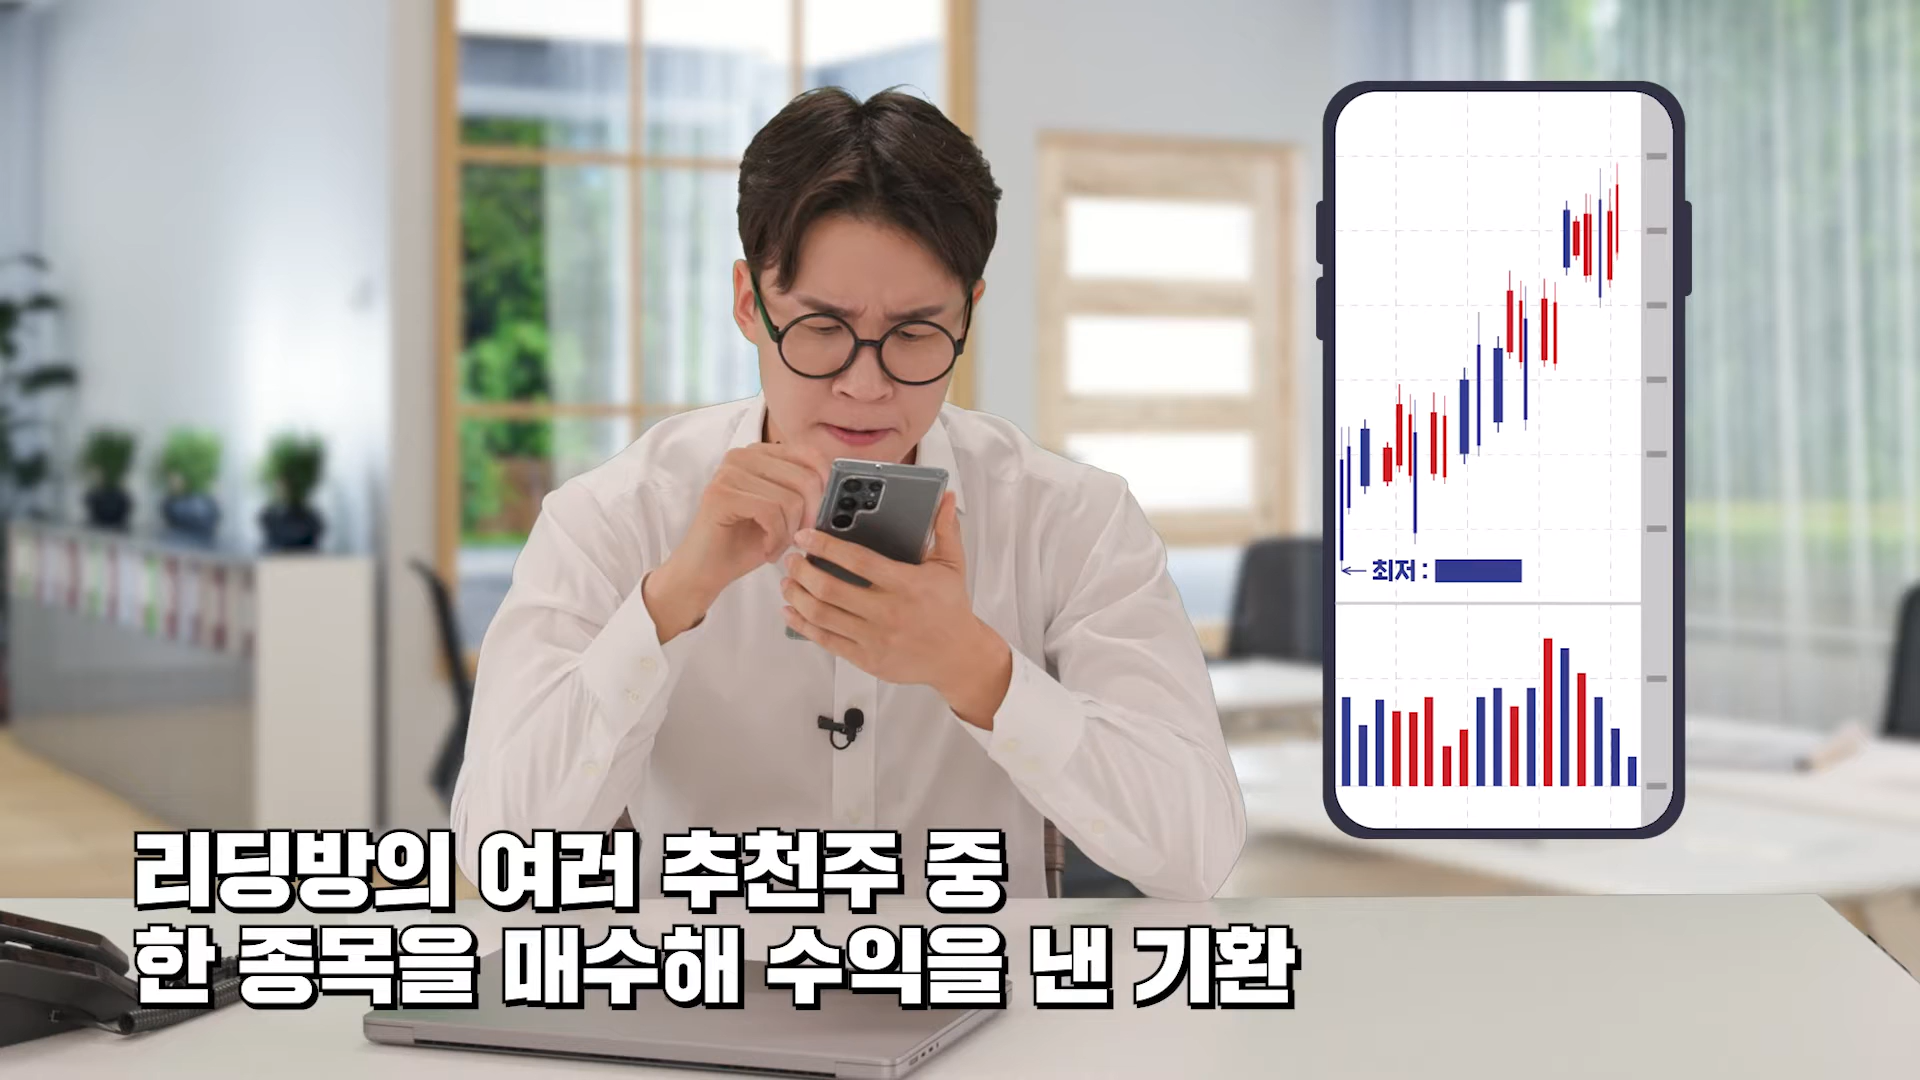 최저 :
리딩방의 여러 추천주 중
한 종목을 매수해 수익을 낸 기환